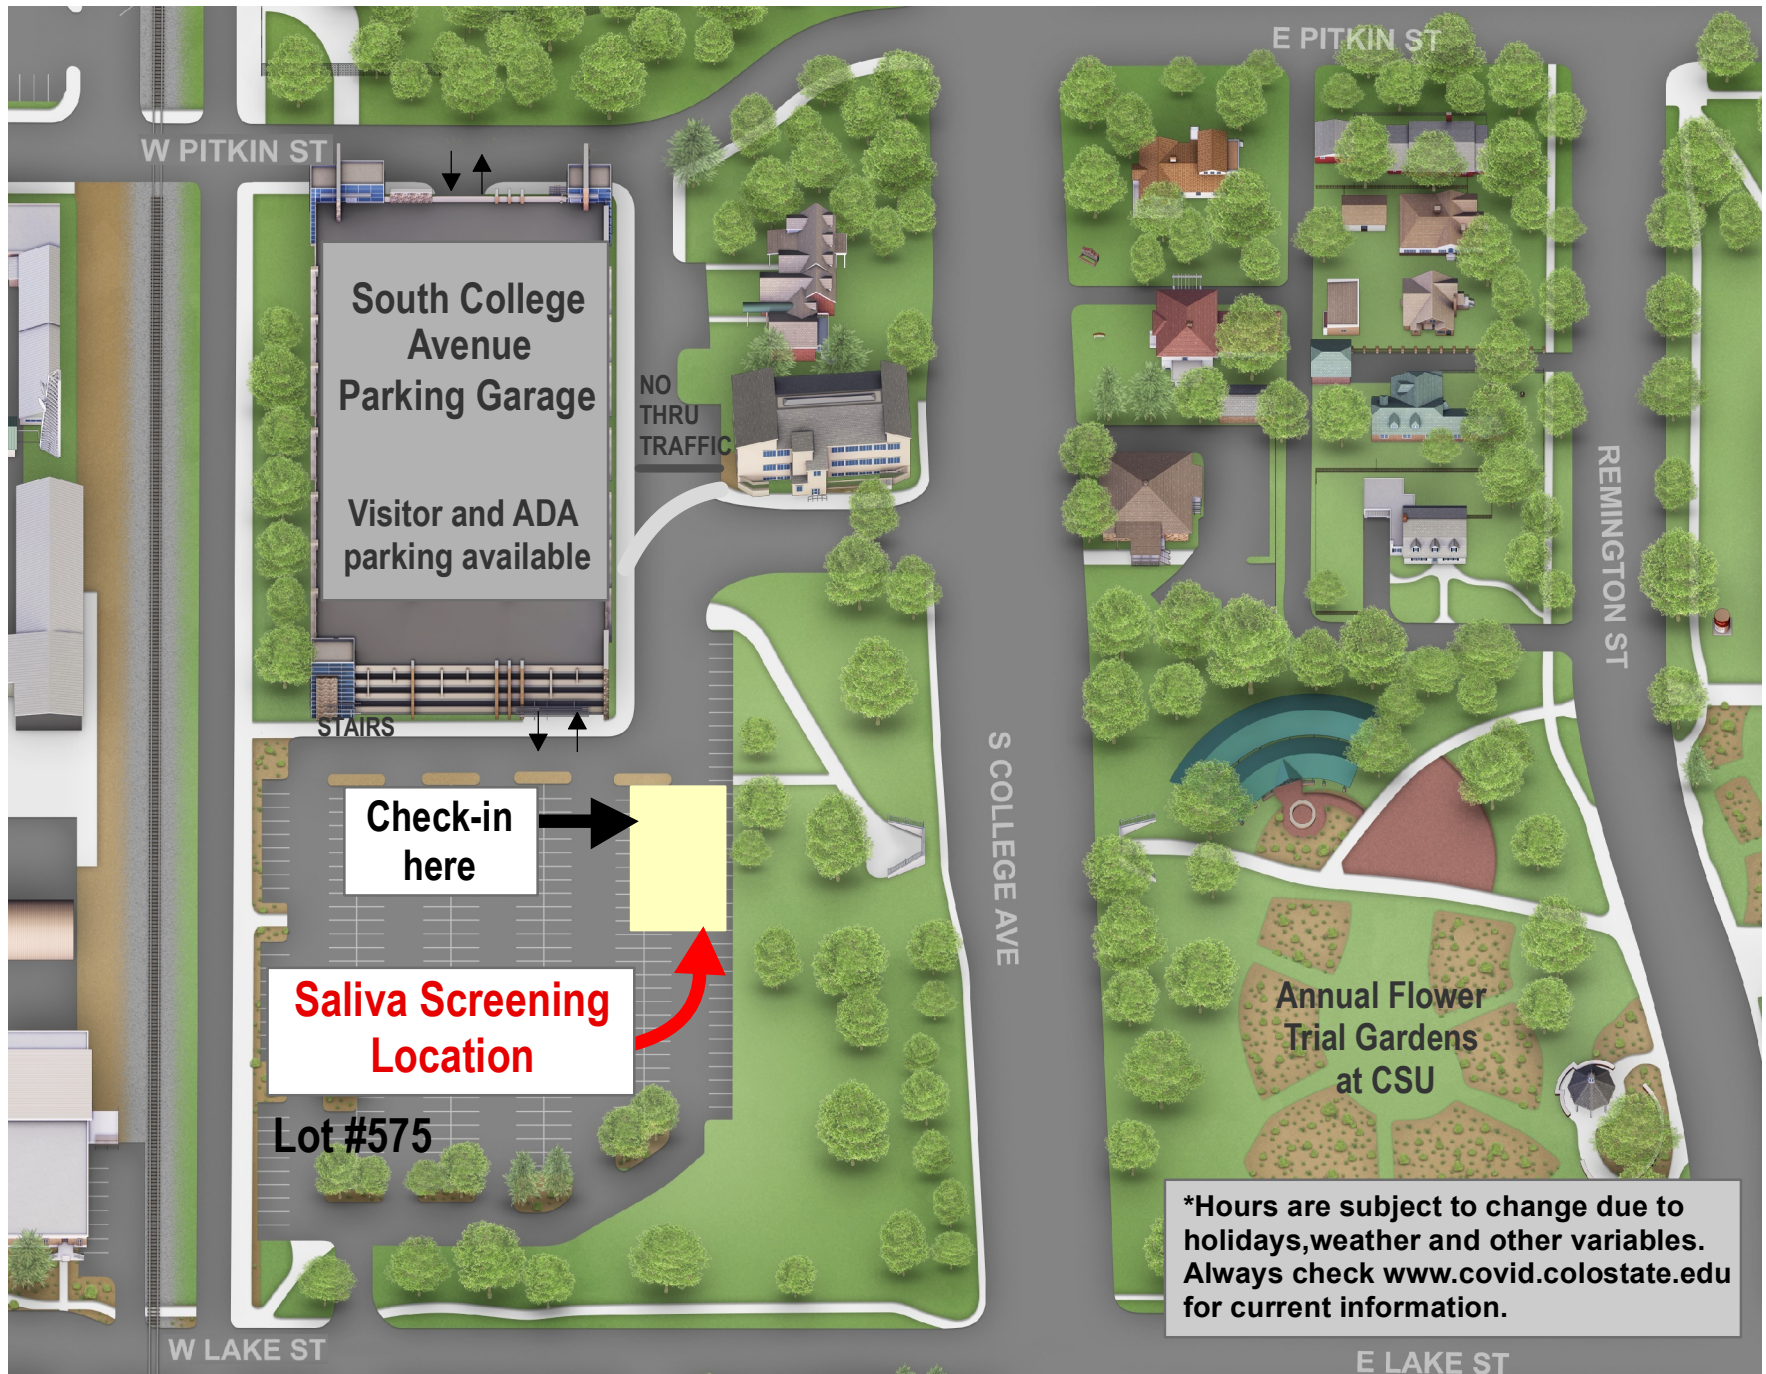 E PITKIN ST
W PITKIN ST
South College
Avenue
Parking Garage
Visitor and ADA
parking available
NO
THRU
TRAFFIC
REMINGTON ST
STAIRS
S COLLEGE AVE
Check-in
here
Saliva Screening
Location
Lot #575
Annual Flower
Trial Gardens
at CSU
*Hours are subject to change due to
holidays,weather and other variables.
Always check www.covid.colostate.edu
for current information.
W LAKE ST
E LAKE ST